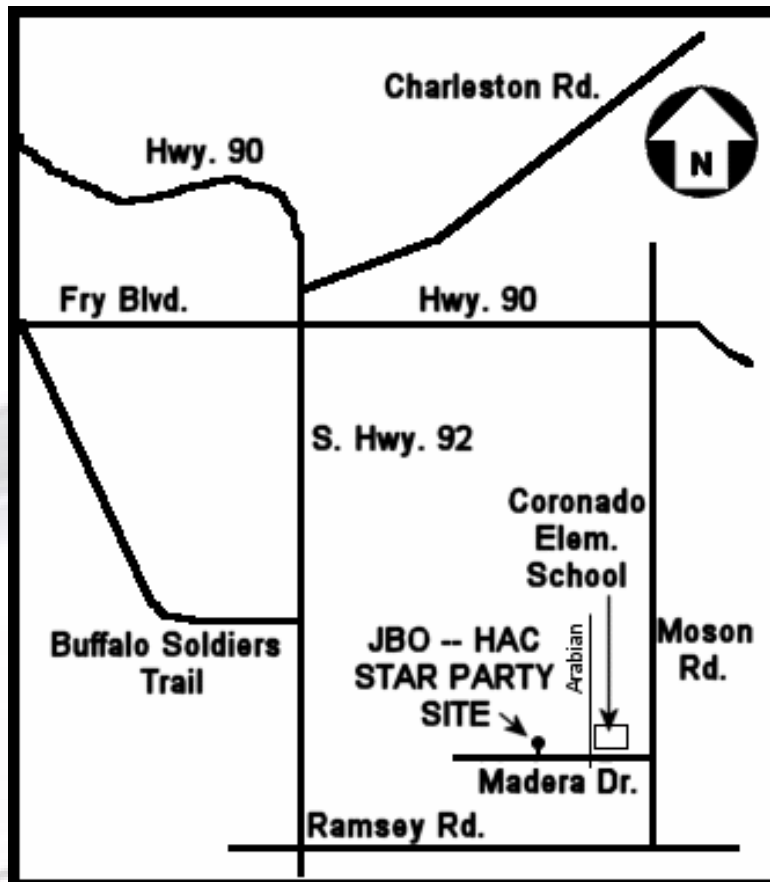 Charleston Rd.
Hwy. 90
N
Fry Blvd.
Hwy. 90
S. Hwy. 92
Coronado
Elem.
School
Buffalo Soldiers
Trail
JBO -- HAC
STAR PARTY
SITE
Arabian
Moson
Rd.
Madera Dr.
Ramsey Rd.